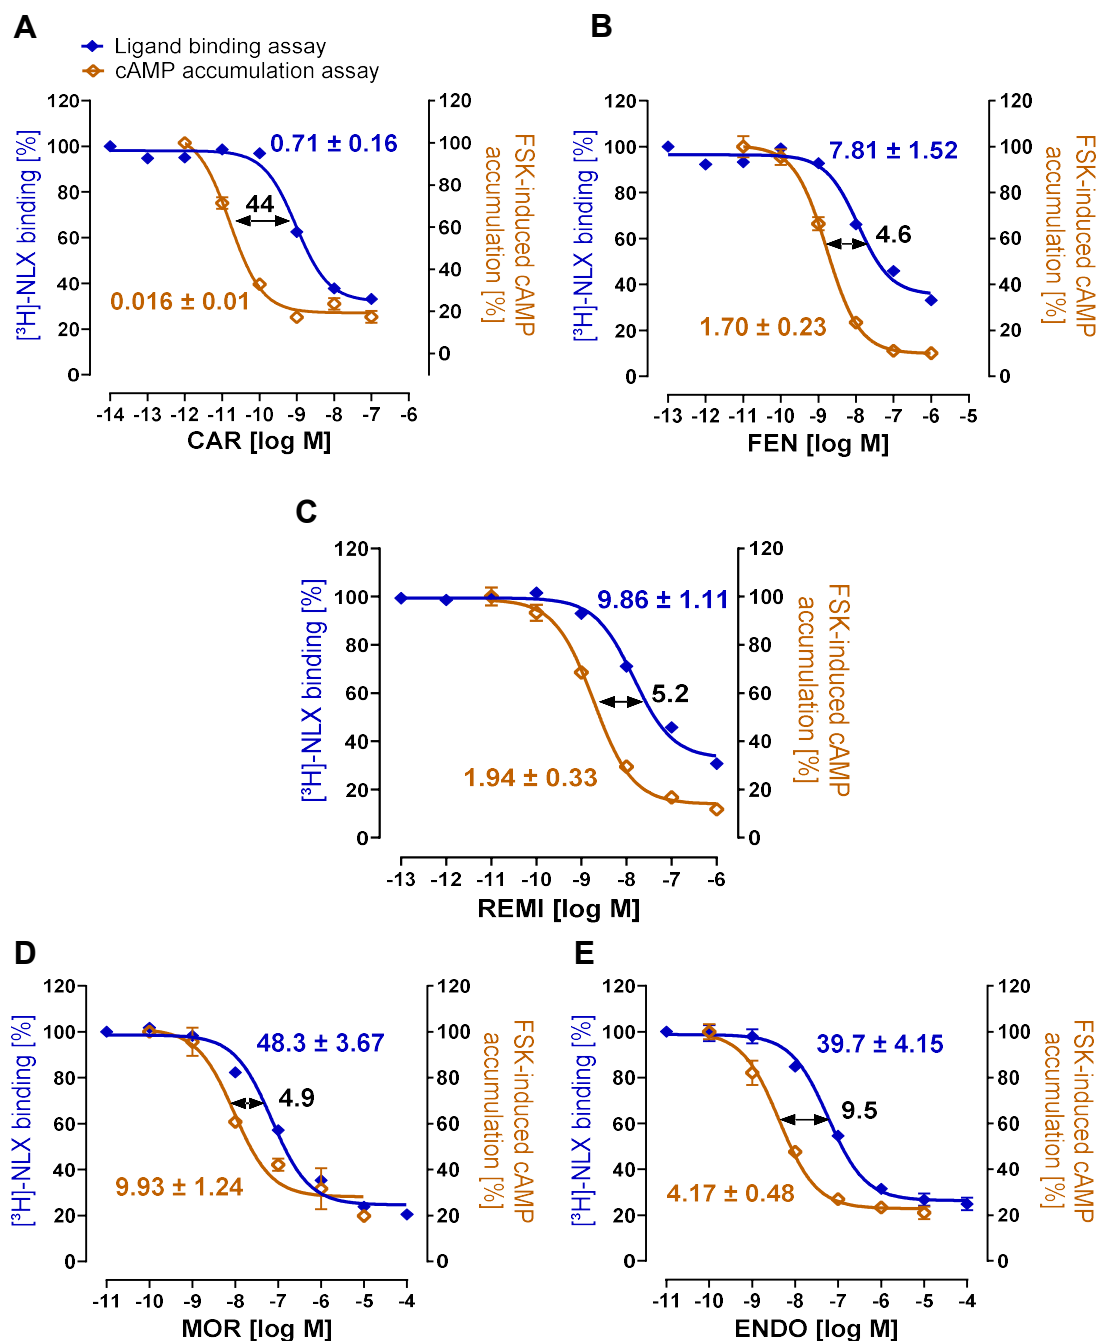 A
Ligand binding assay
cAMP accumulation assay
[³H]-NLX binding [%]
120
100
80
60
40
20
0
0.71 ± 0.16
44
0.016 ± 0.01
120
100
80
60
40
20
0
FSK-induced cAMP
accumulation [%]
-14 -13 -12 -11 -10 -9 -8 -7 -6
CAR [log M]
B
[³H]-NLX binding [%]
120
100
80
60
40
20
0
7.81 ± 1.52
4.6
1.70 ± 0.23
120
100
80
60
40
20
0
FSK-induced cAMP
accumulation [%]
-13 -12 -11 -10 -9 -8 -7 -6 -5
FEN [log M]
C
[³H]-NLX binding [%]
120
100
80
60
40
20
0
9.86 ± 1.11
5.2
1.94 ± 0.33
120
100
80
60
40
20
0
FSK-induced cAMP
accumulation [%]
-13 -12 -11 -10 -9 -8 -7 -6
REMI [log M]
D
[³H]-NLX binding [%]
120
100
80
60
40
20
0
48.3 ± 3.67
4.9
9.93 ± 1.24
120
100
80
60
40
20
0
FSK-induced cAMP
accumulation [%]
-11 -10 -9 -8 -7 -6 -5 -4
MOR [log M]
E
[³H]-NLX binding [%]
120
100
80
60
40
20
0
39.7 ± 4.15
9.5
4.17 ± 0.48
120
100
80
60
40
20
0
FSK-induced cAMP
accumulation [%]
-11 -10 -9 -8 -7 -6 -5 -4
ENDO [log M]